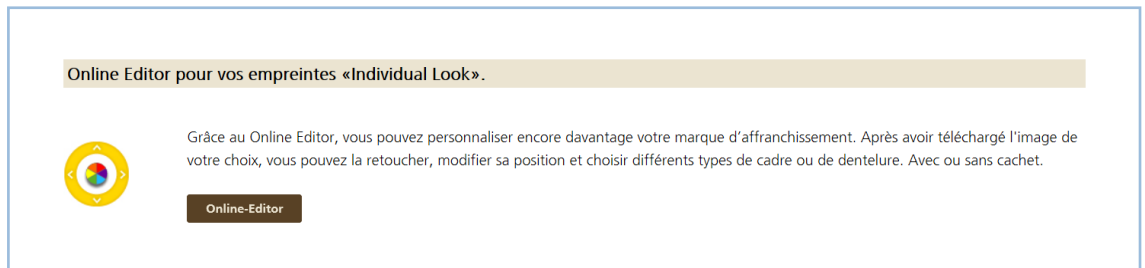 Online Editor pour vos empreintes «Individual Look».
Grâce au Online Editor, vous pouvez personnaliser encore davantage votre marque d’affranchissement. Après avoir téléchargé l'image de
votre choix, vous pouvez la retoucher, modifier sa position et choisir différents types de cadre ou de dentelure. Avec ou sans cachet.
Online-Editor